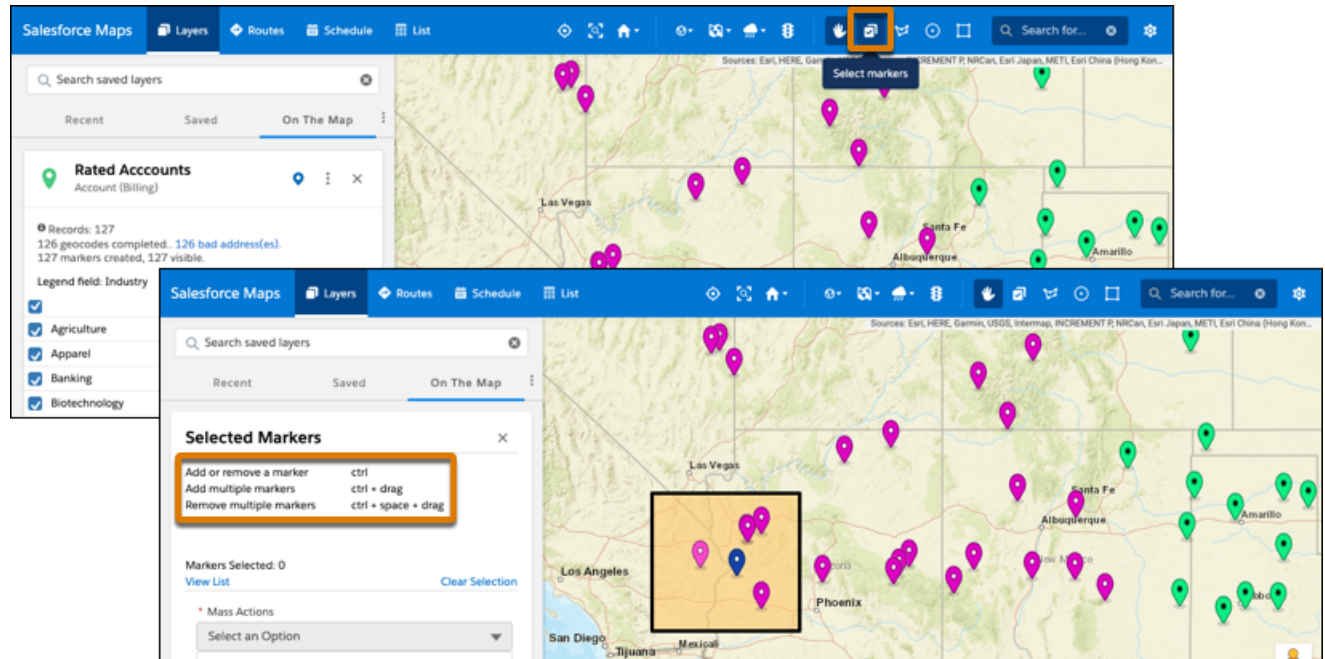 Salesforce Maps Layers Routes Schedule List Search for...
Search saved layers
Select markers
Recent Saved On The Map
Rated Acccounts
Account (Billing)
Records: 127
126 geocodes completed.. 126 bad address(es).
127 markers created, 127 visible.
Legend field: Industry
Agriculture
Apparel
Banking
Biotechnology
Sources: Esri, HERE, Gar
INCREMENT P, NRCan, Esri Japan, METI, Esri China (Hong Kon...
Las Vegas
Santa Fe
Albuquerque
Amarillo
Salesforce Maps Layers Routes Schedule List Search for...
Sources: Esri, HERE, Garmin, USGS, Intermap, INCREMENT P, NRCan, Esri Japan, METI, Esri China (Hong Kon...
Search saved layers
Recent Saved On The Map
Selected Markers
Add or remove a marker ctrl
Add multiple markers ctrl + drag
Remove multiple markers ctrl + space + drag
Markers Selected: 0
View List Clear Selection
* Mass Actions
Select an Option
Las Vegas
Santa Fe
Albuquerque
Amarillo
Los Angeles
Phoenix
San Diego
Tijuana
Mexicali